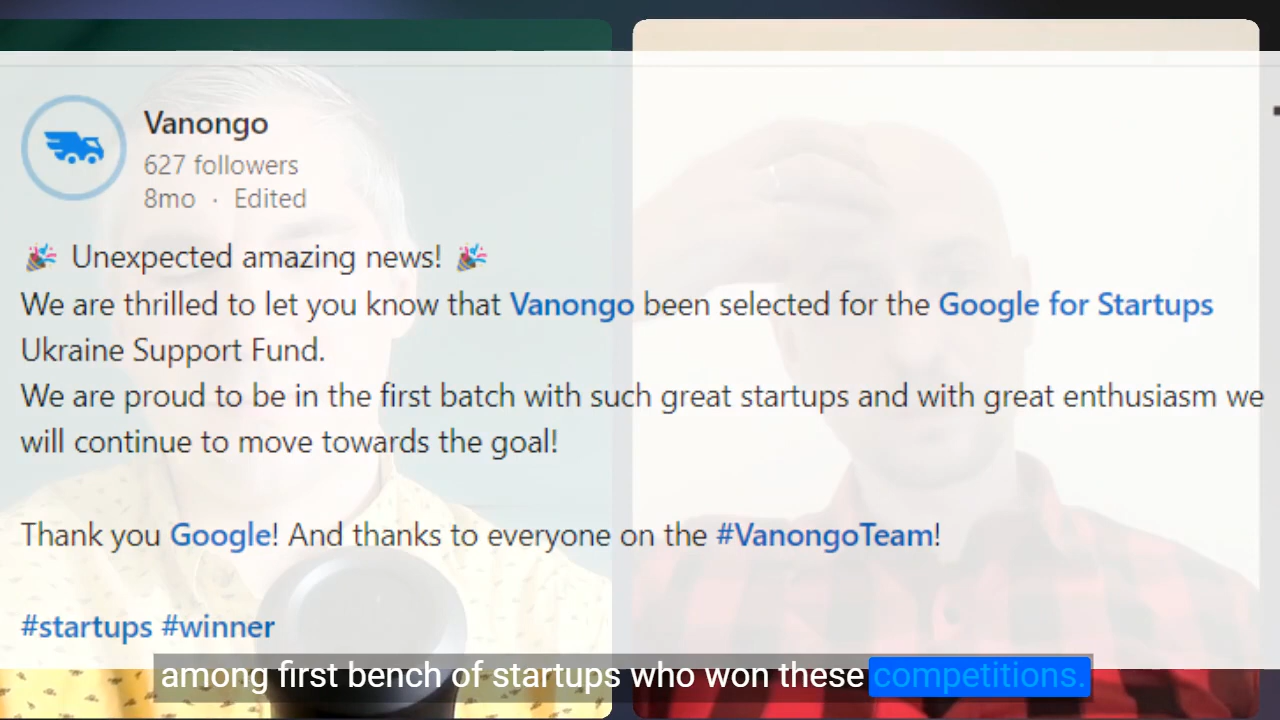 Vanongo
627 followers
8mo · Edited
🎉 Unexpected amazing news! 🎉
We are thrilled to let you know that Vanongo been selected for the Google for Startups
Ukraine Support Fund.
We are proud to be in the first batch with such great startups and with great enthusiasm we
will continue to move towards the goal!
Thank you Google! And thanks to everyone on the #VanongoTeam!
#startups #winner
among first bench of startups who won these competitions.